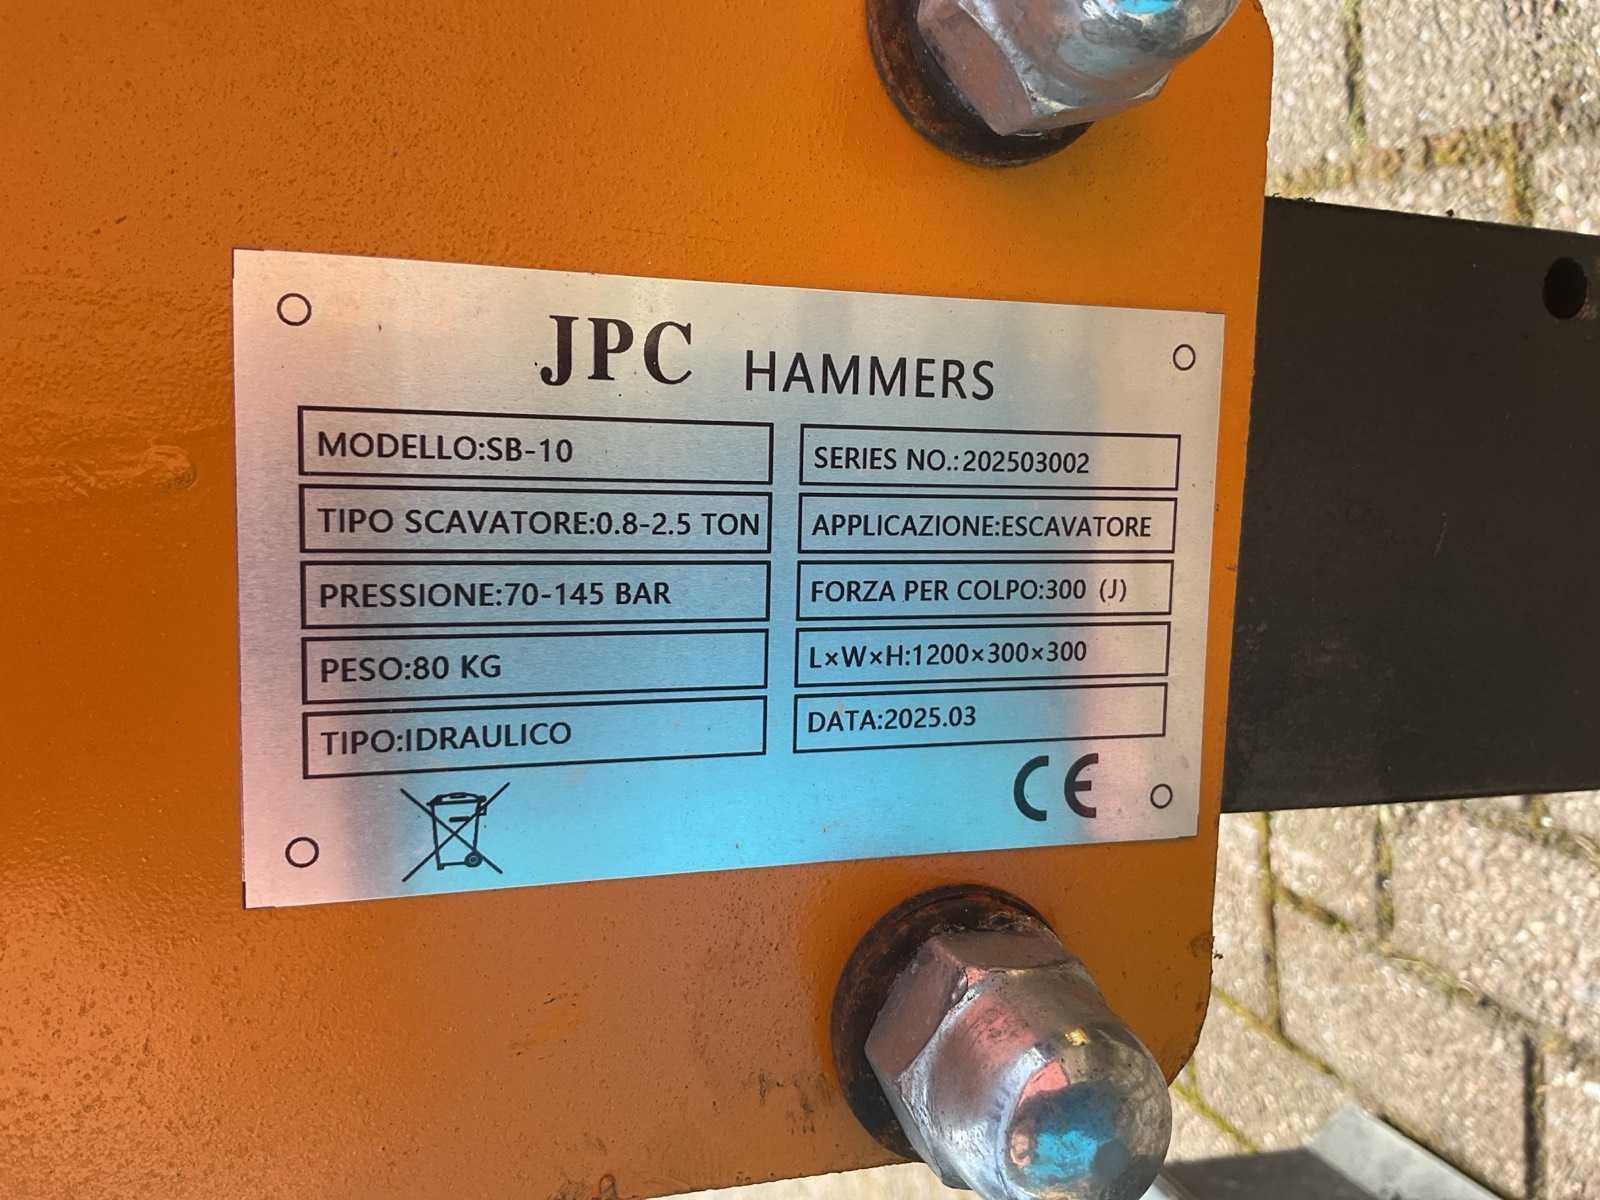 JPC HAMMERS
MODELLO:SB-10
SERIES NO.:202503002
TIPO SCAVATORE:0.8-2.5 TON
APPLICAZIONE:ESCAVATORE
PRESSIONE:70-145 BAR
FORZA PER COLPO:300 (J)
PESO:80 KG
L×W×H:1200×300×300
TIPO:IDRAULICO
DATA:2025.03
CE